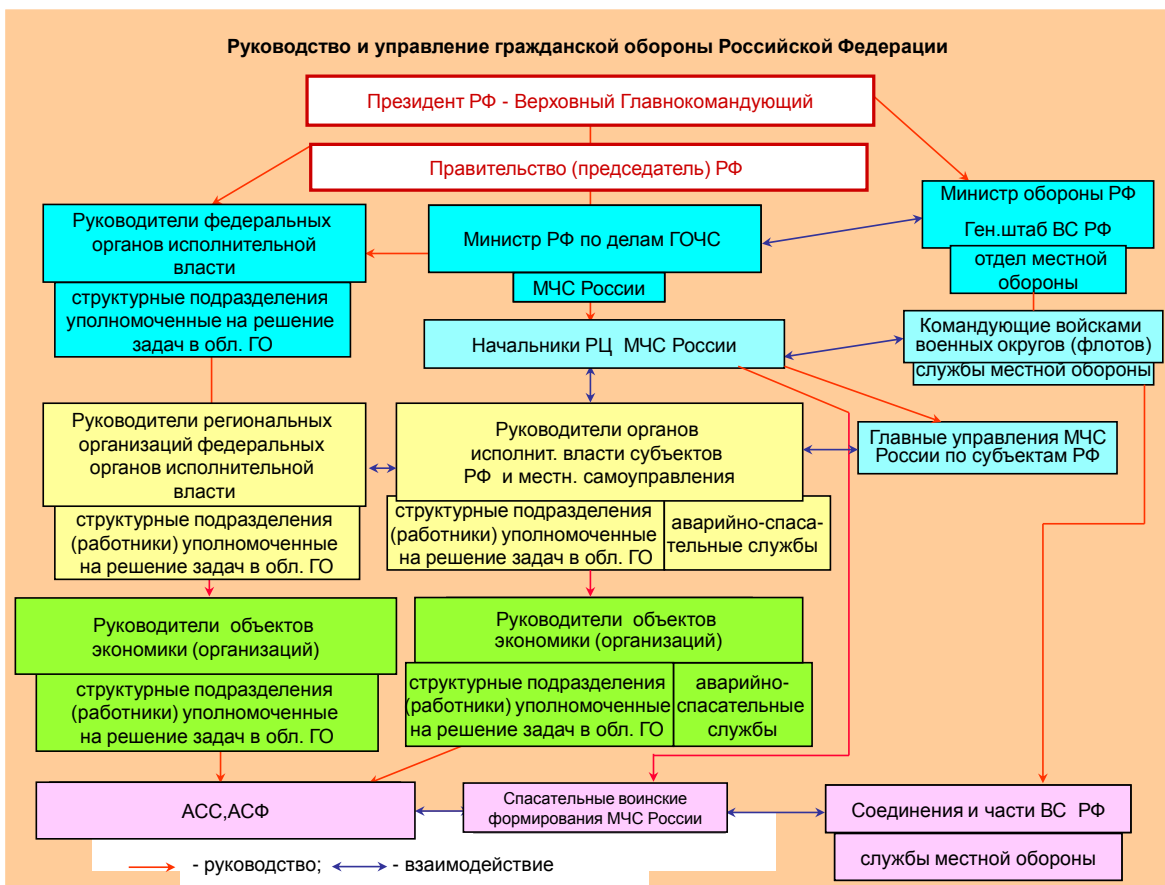 Руководство и управление гражданской обороны Российской Федерации
Президент РФ - Верховный Главнокомандующий
Правительство (председатель) РФ
Руководители федеральных
органов исполнительной
власти
структурные подразделения
уполномоченные на решение
задач в обл. ГО
Министр РФ по делам ГОЧС
МЧС России
Министр обороны РФ
Ген.штаб ВС РФ
отдел местной
обороны
Начальники РЦ МЧС России
Командующие войсками
военных округов (флотов)
службы местной обороны
Руководители региональных
организаций федеральных
органов исполнительной
власти
структурные подразделения
(работники) уполномоченные
на решение задач в обл. ГО
Руководители органов
исполнит. власти субъектов
РФ и местн. самоуправления
структурные подразделения
(работники) уполномоченные
на решение задач в обл. ГО
аварийно-спаса-
тельные службы
Главные управления МЧС
России по субъектам РФ
Руководители объектов
экономики (организаций)
структурные подразделения
(работники) уполномоченные
на решение задач в обл. ГО
Руководители объектов
экономики (организаций)
структурные подразделения
(работники) уполномоченные
на решение задач в обл. ГО
аварийно-
спасательные
службы
АСС,АСФ
Спасательные воинские
формирования МЧС России
Соединения и части ВС РФ
службы местной обороны
- руководство; - взаимодействие